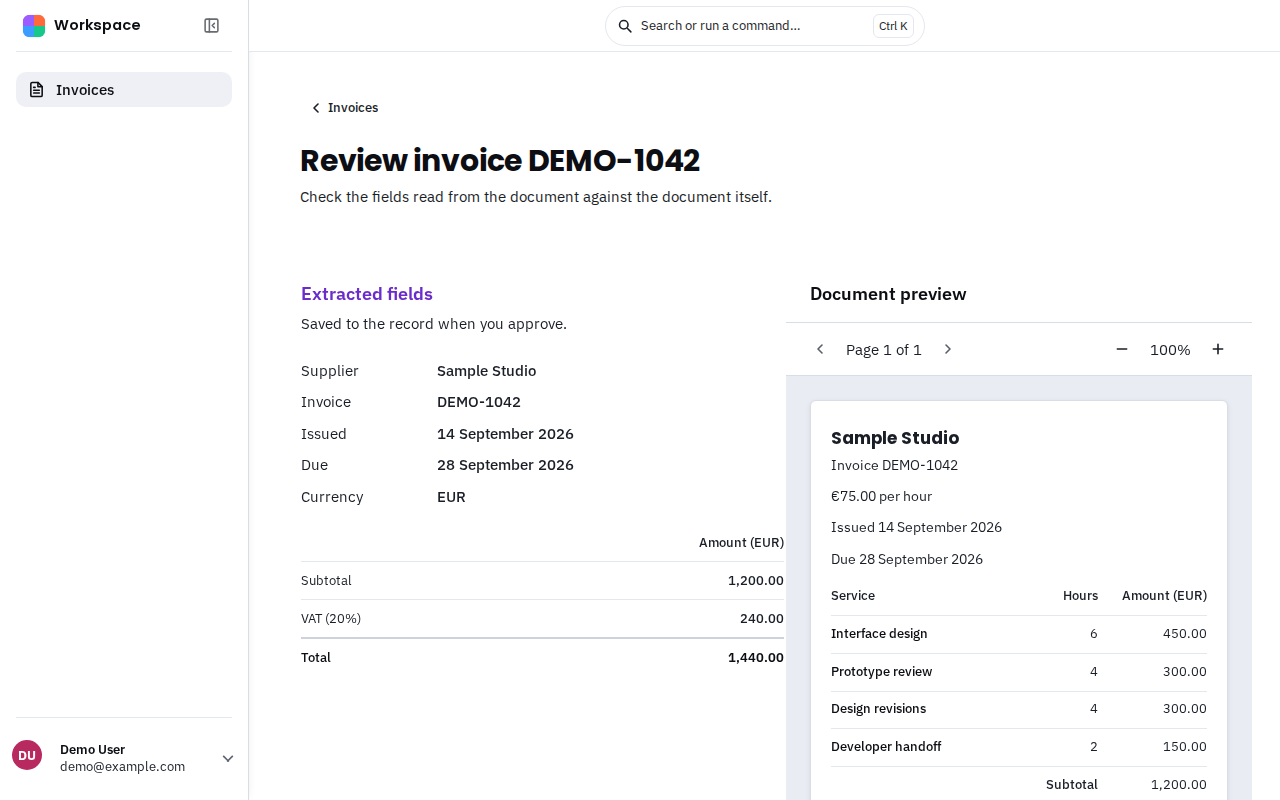 Workspace
Search or run a command...
Ctrl K
Invoices
Invoices
Review invoice DEMO-1042
Check the fields read from the document against the document itself.
Extracted fields
Saved to the record when you approve.
Supplier Sample Studio
Invoice DEMO-1042
Issued 14 September 2026
Due 28 September 2026
Currency EUR
Amount (EUR)
Subtotal 1,200.00
VAT (20%) 240.00
Total 1,440.00
Document preview
Page 1 of 1
100%
Sample Studio
Invoice DEMO-1042
€75.00 per hour
Issued 14 September 2026
Due 28 September 2026
Service Hours Amount (EUR)
Interface design 6 450.00
Prototype review 4 300.00
Design revisions 4 300.00
Developer handoff 2 150.00
Subtotal 1,200.00
DU
Demo User
demo@example.com